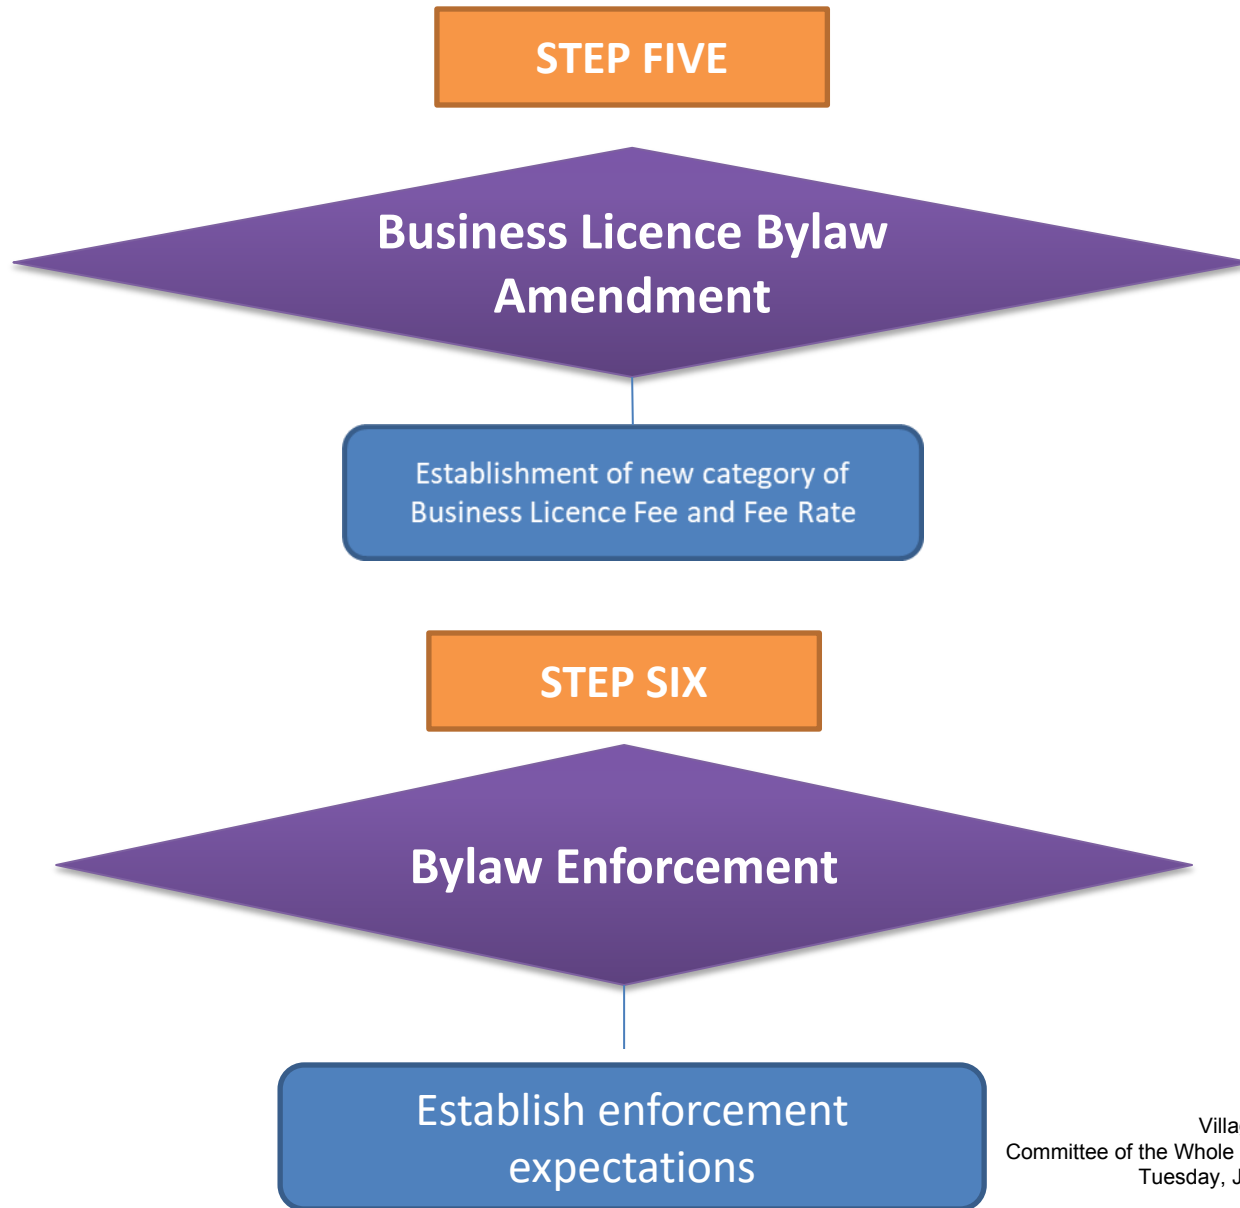 STEP FIVE
Business Licence Bylaw
Amendment
Establishment of new category of
Business Licence Fee and Fee Rate
STEP SIX
Bylaw Enforcement
Establish enforcement
expectations
Committee of the Whole
Tuesday,